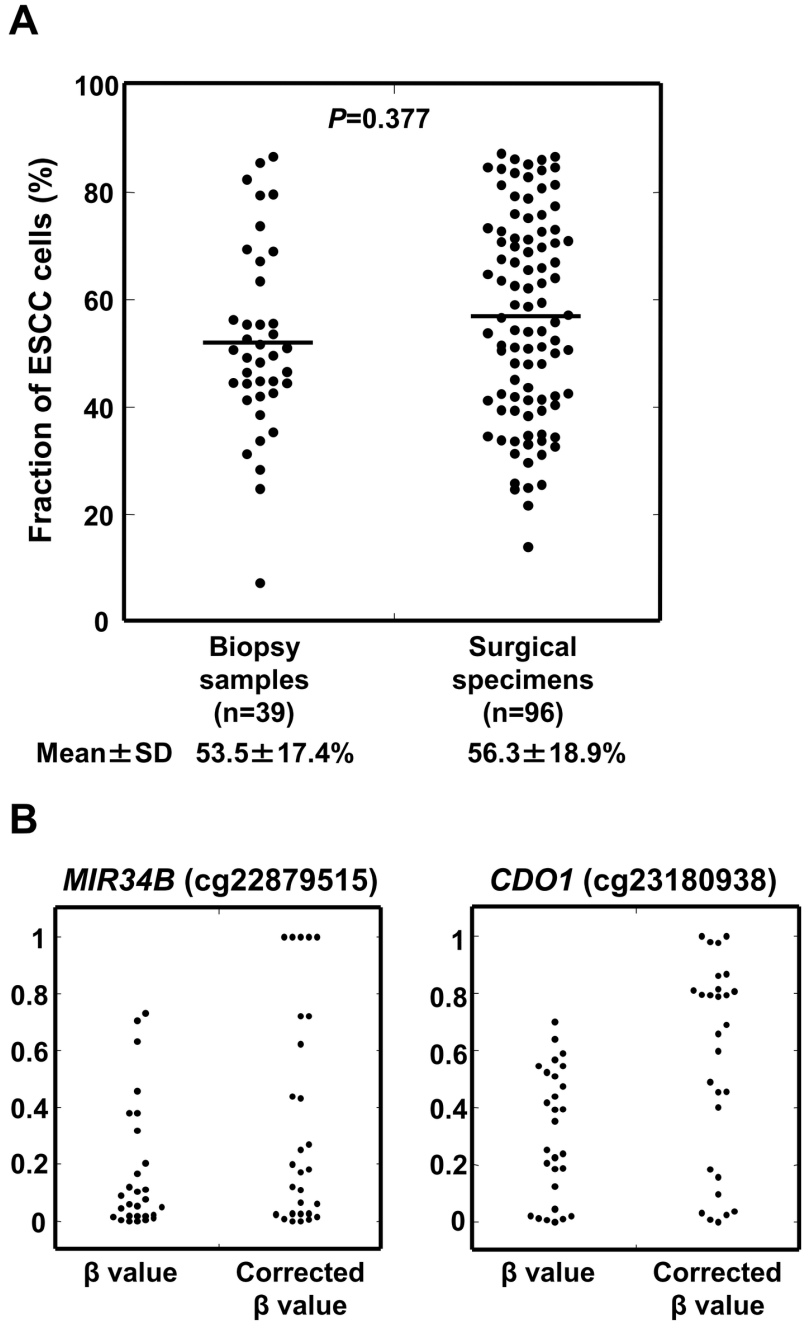 A
P=0.377
Fraction of ESCC cells (%)
100
80
60
40
20
0
Biopsy samples (n=39)
Surgical specimens (n=96)
Mean±SD 53.5±17.4% 56.3±18.9%
B
MIR34B (cg22879515)
1
0.8
0.6
0.4
0.2
0
β value
Corrected β value
CDO1 (cg23180938)
1
0.8
0.6
0.4
0.2
0
β value
Corrected β value